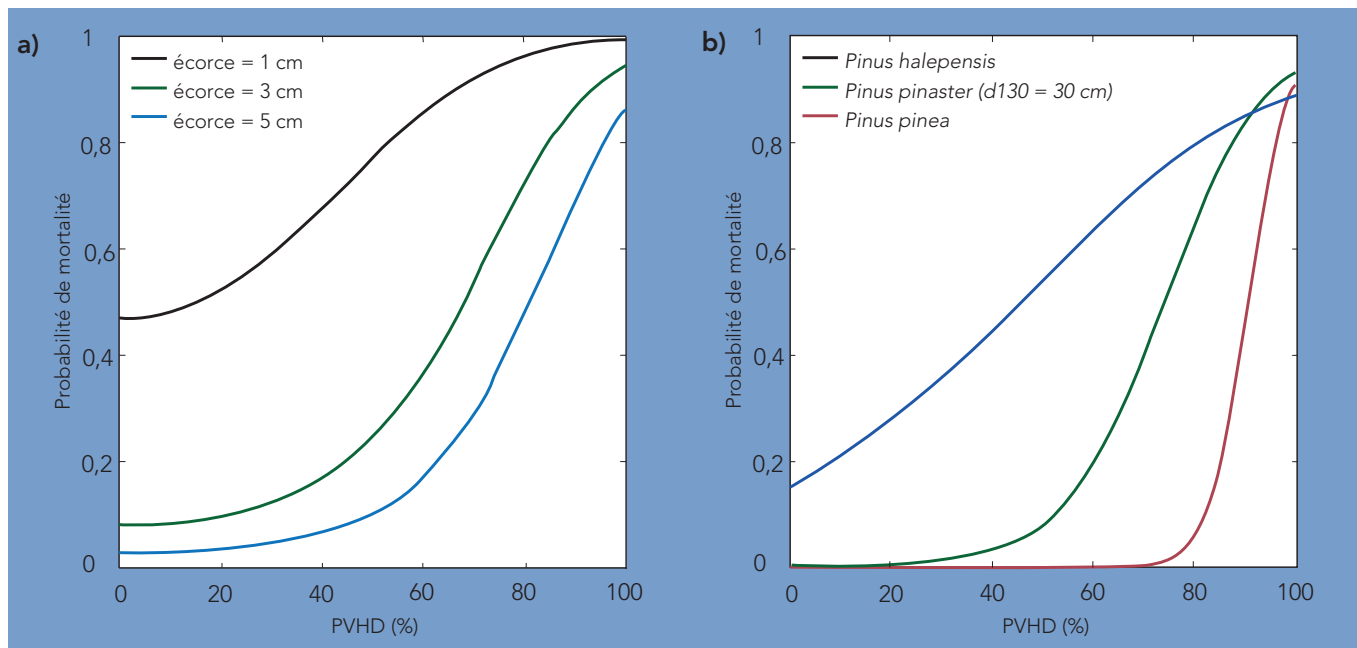 a)
écorce = 1 cm
écorce = 3 cm
écorce = 5 cm
Probabilité de mortalité
1
0,8
0,6
0,4
0,2
0
0 20 40 60 80 100
PVHD (%)
b)
Pinus halepensis
Pinus pinaster (d130 = 30 cm)
Pinus pinea
Probabilité de mortalité
1
0,8
0,6
0,4
0,2
0
0 20 40 60 80 100
PVHD (%)